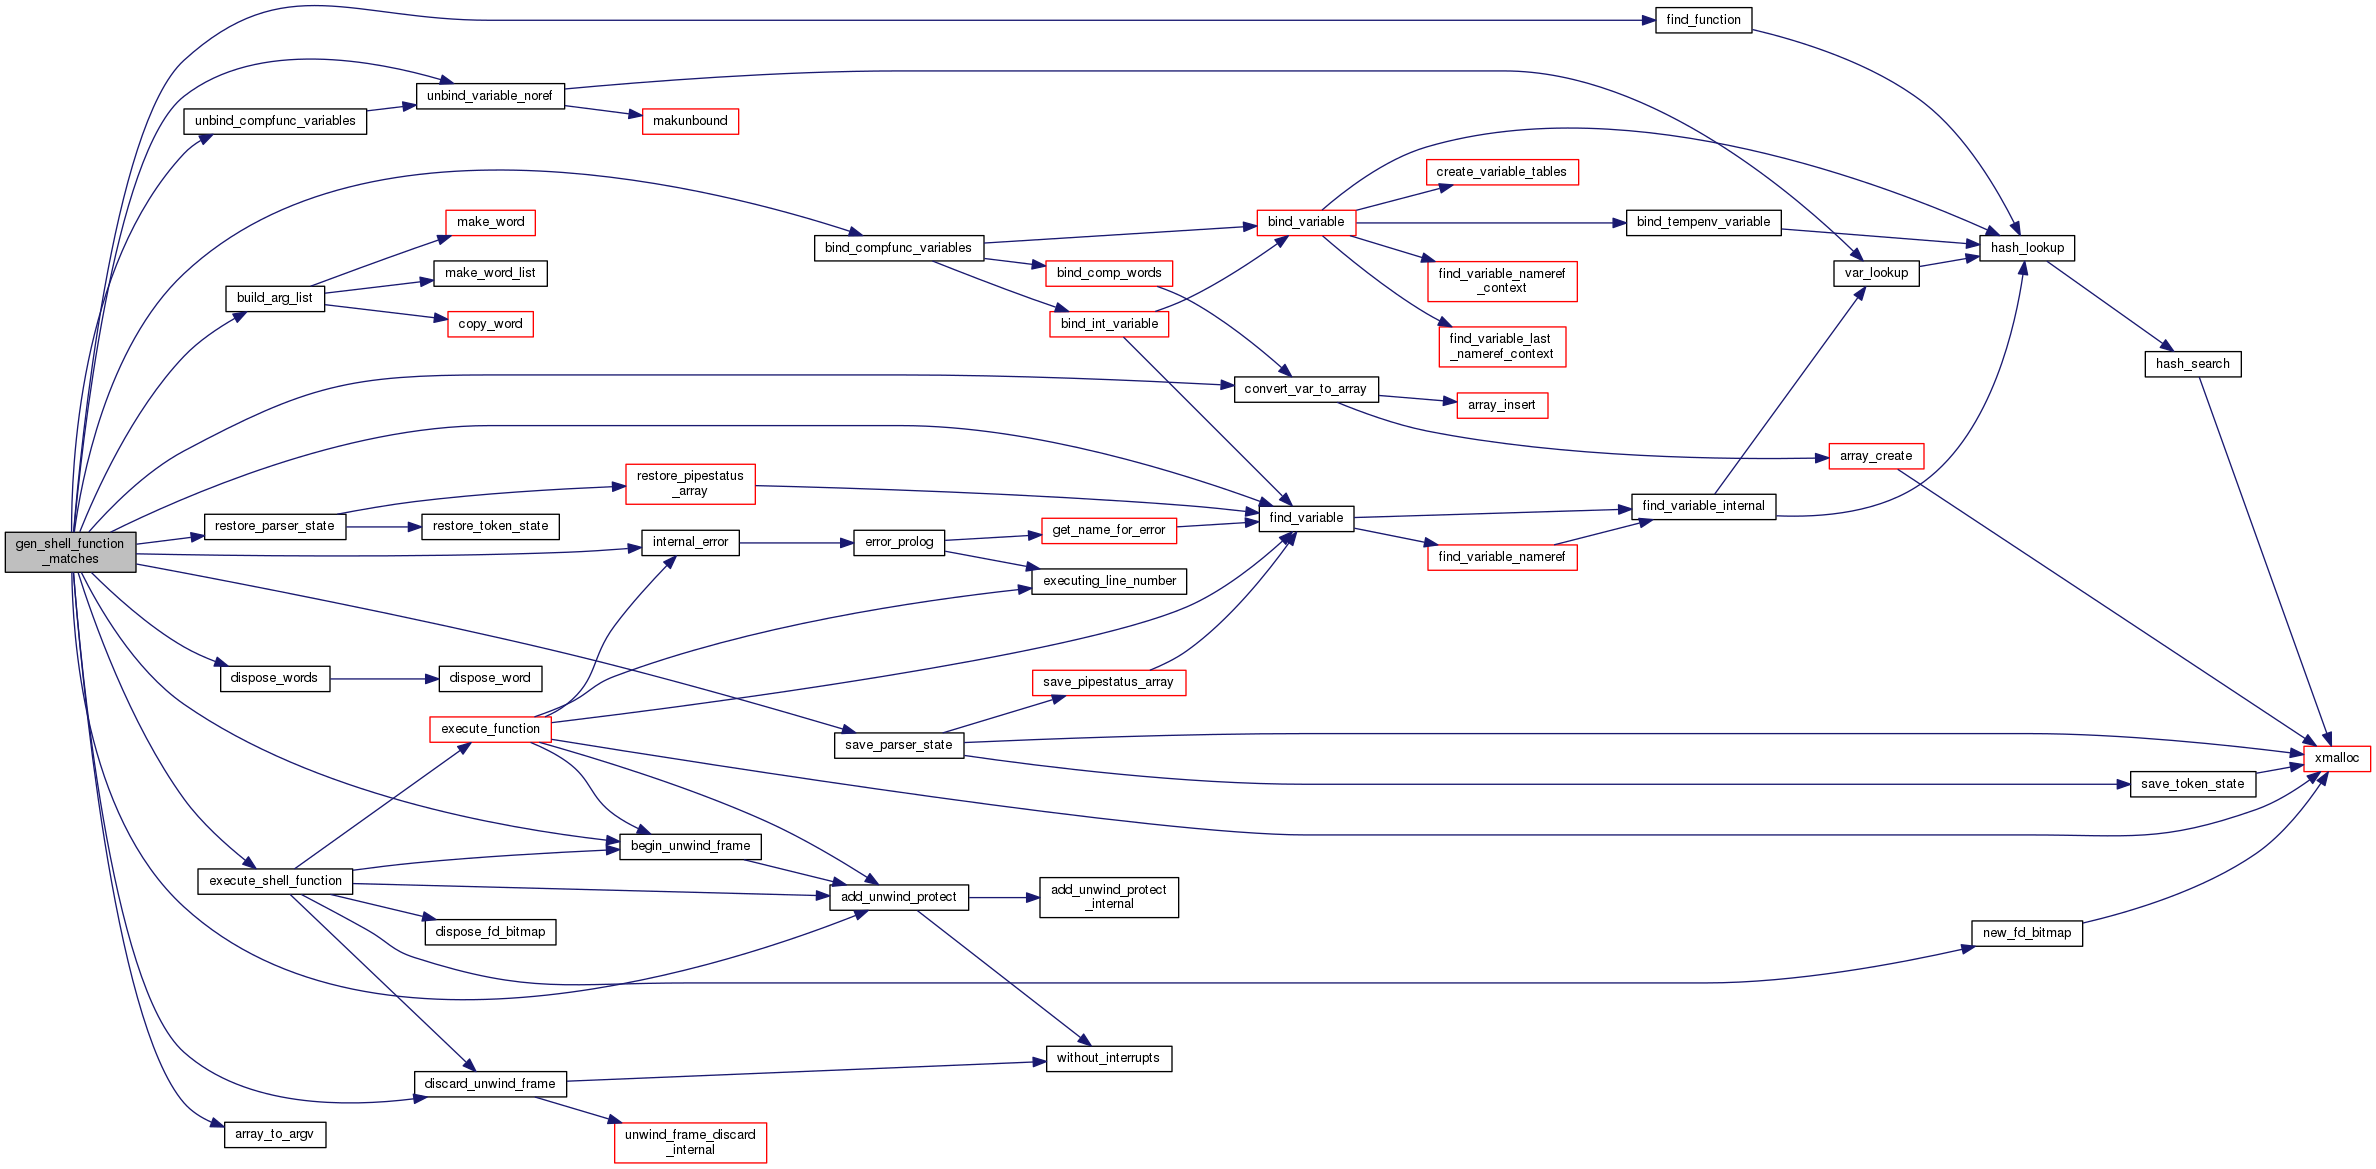 find_function
unbind_variable_noref
unbind_compfunc_variables
makunbound
create_variable_tables
make_word
bind_variable
bind_tempenv_variable
bind_compfunc_variables
hash_lookup
make_word_list
bind_comp_words
find_variable_nameref
_context
var_lookup
build_arg_list
copy_word
bind_int_variable
find_variable_last
_nameref_context
hash_search
convert_var_to_array
array_insert
array_create
restore_pipestatus
_array
find_variable_internal
restore_parser_state
restore_token_state
find_variable
get_name_for_error
internal_error
error_prolog
gen_shell_function
_matches
find_variable_nameref
executing_line_number
dispose_words
dispose_word
save_pipestatus_array
execute_function
save_parser_state
xmalloc
save_token_state
begin_unwind_frame
execute_shell_function
add_unwind_protect
add_unwind_protect
_internal
dispose_fd_bitmap
new_fd_bitmap
without_interrupts
discard_unwind_frame
array_to_argv
unwind_frame_discard
_internal